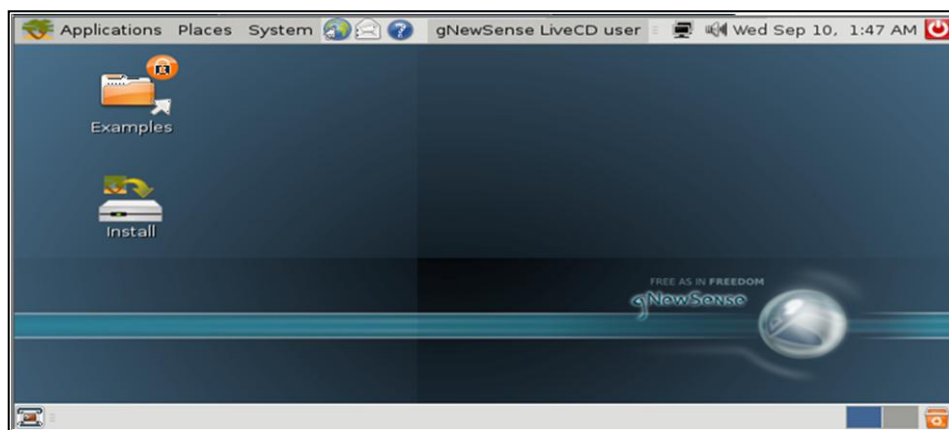 Applications Places System gNewSense LiveCD user Wed Sep 10, 1:47 AM
Examples
Install
FREE AS IN FREEDOM
gNewSense